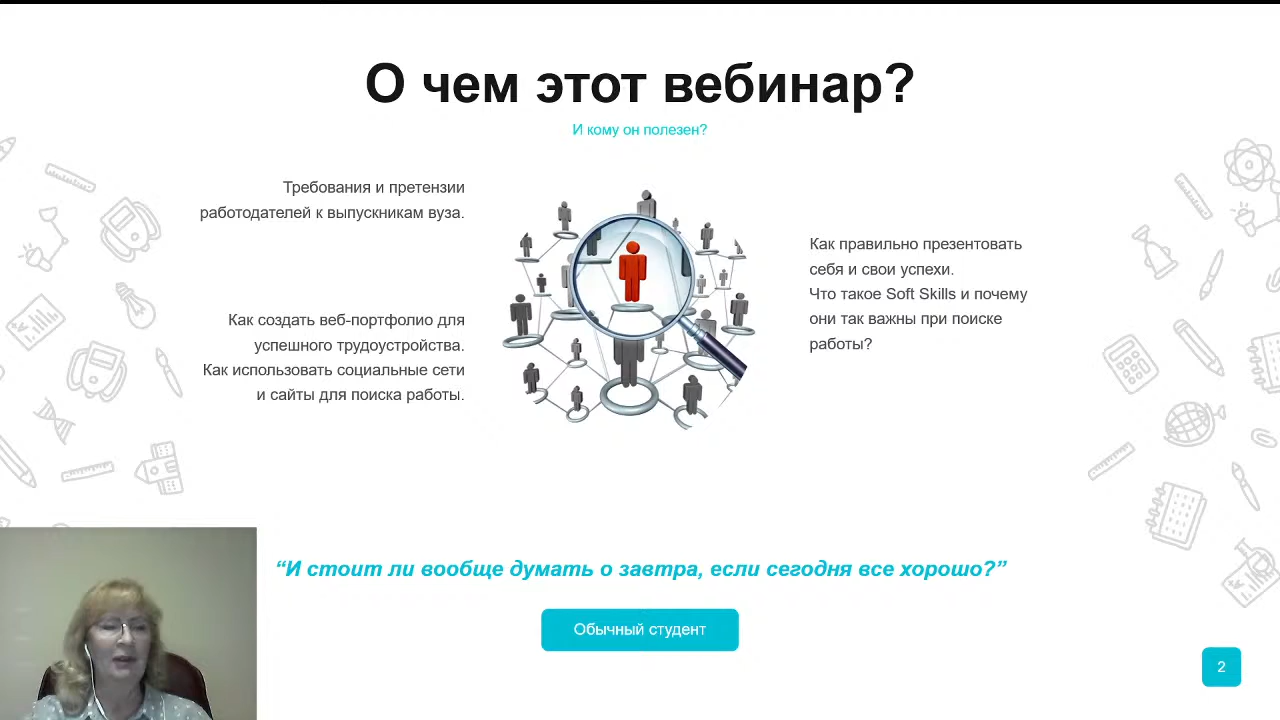 О чем этот вебинар?
И кому он полезен?
Требования и претензии
работодателей к выпускникам вуза.
Как создать веб-портфолио для
успешного трудоустройства.
Как использовать социальные сети
и сайты для поиска работы.
Как правильно презентовать
себя и свои успехи.
Что такое Soft Skills и почему
они так важны при поиске
работы?
“И стоит ли вообще думать о завтра, если сегодня все хорошо?”
Обычный студент
2